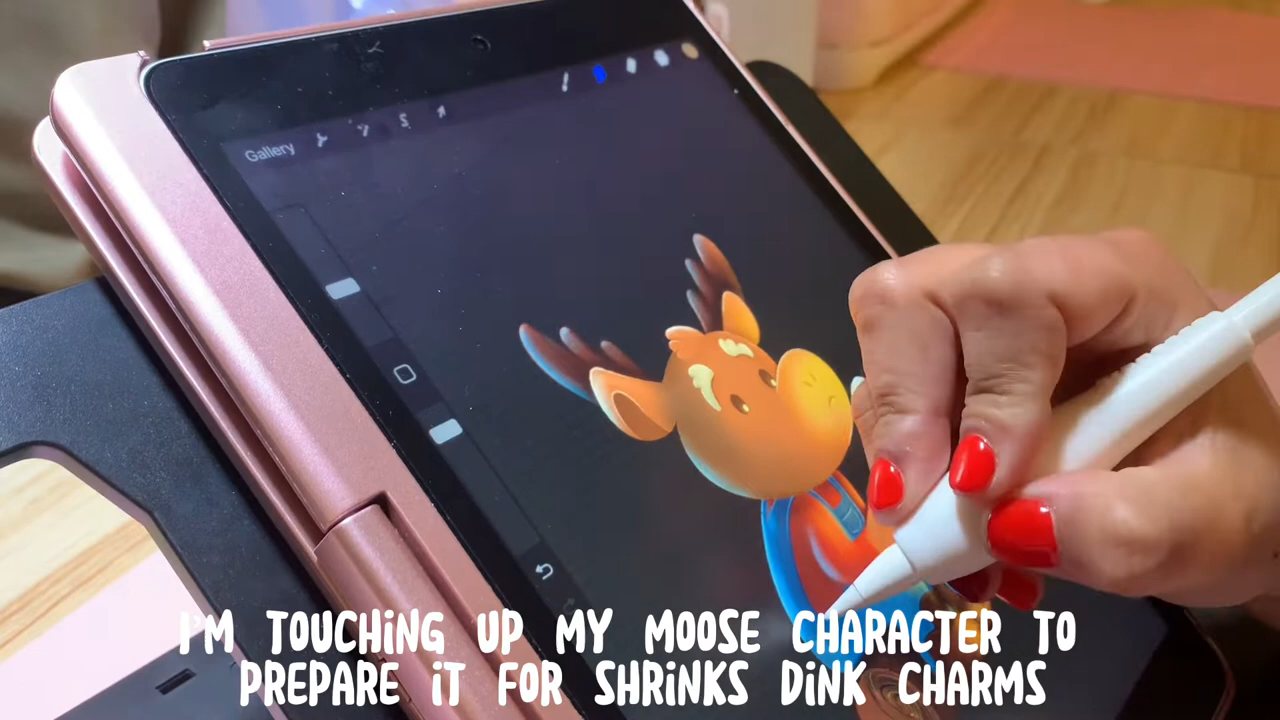 Gallery
I'M TOUCHING UP MY MOOSE CHARACTER TO
PREPARE IT FOR SHRINKS DINK CHARMS